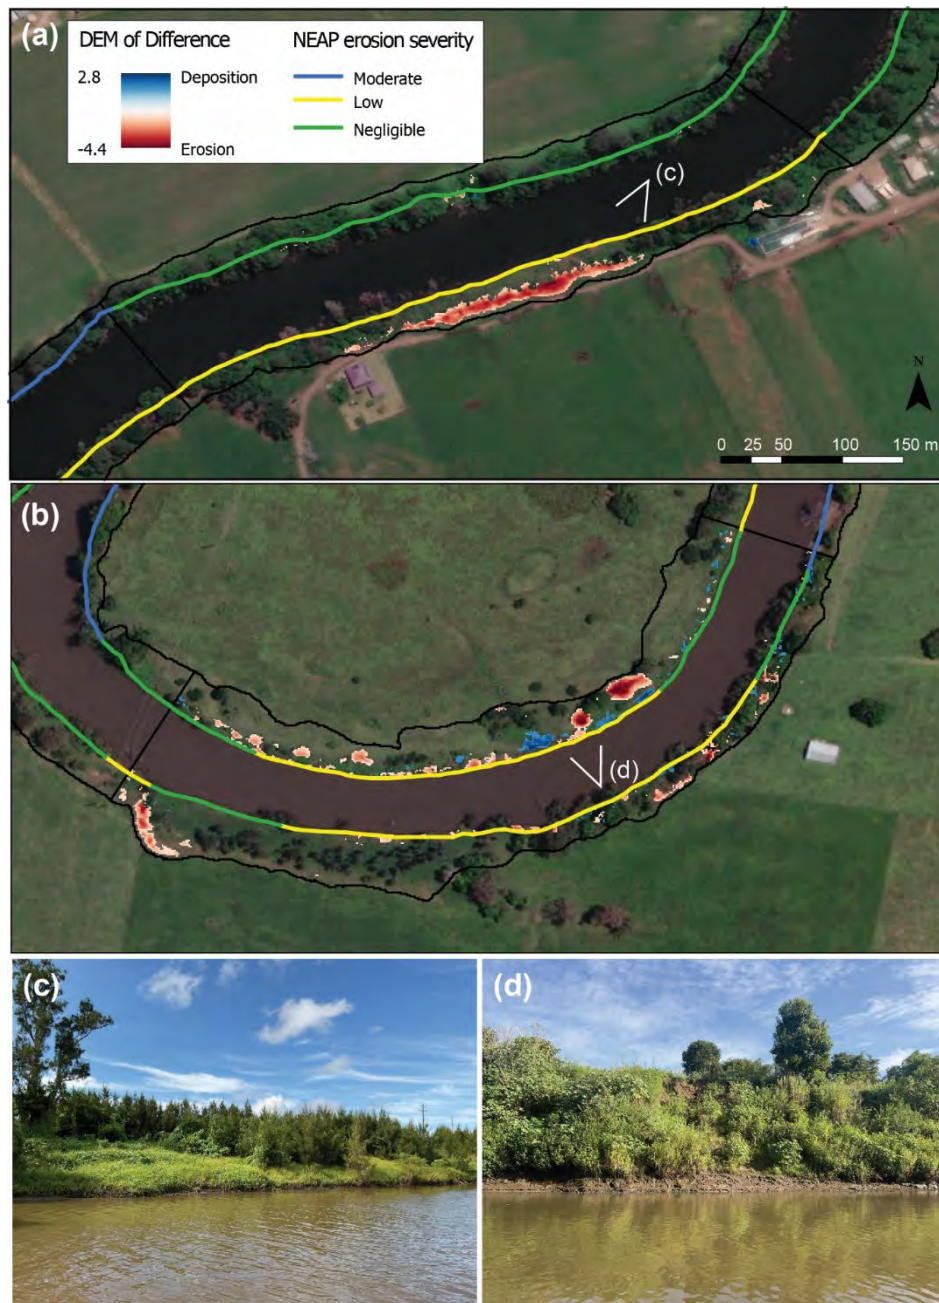 (a)
DEM of Difference
2.8
Deposition
-4.4
Erosion
NEAP erosion severity
Moderate
Low
Negligible
(c)
N
0 25 50 100 150 m
(b)
(d)
(c)
(d)